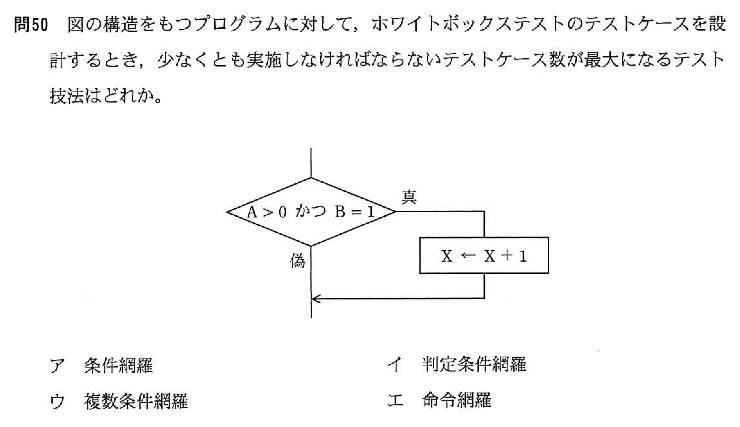 問50 図の構造をもつプログラムに対して，ホワイトボックステストのテストケースを設
計するとき，少なくとも実施しなければならないテストケース数が最大になるテスト
技法はどれか。
A > 0 かつ B = 1
真
偽
X ← X + 1
ア 条件網羅
イ 判定条件網羅
ウ 複数条件網羅
エ 命令網羅